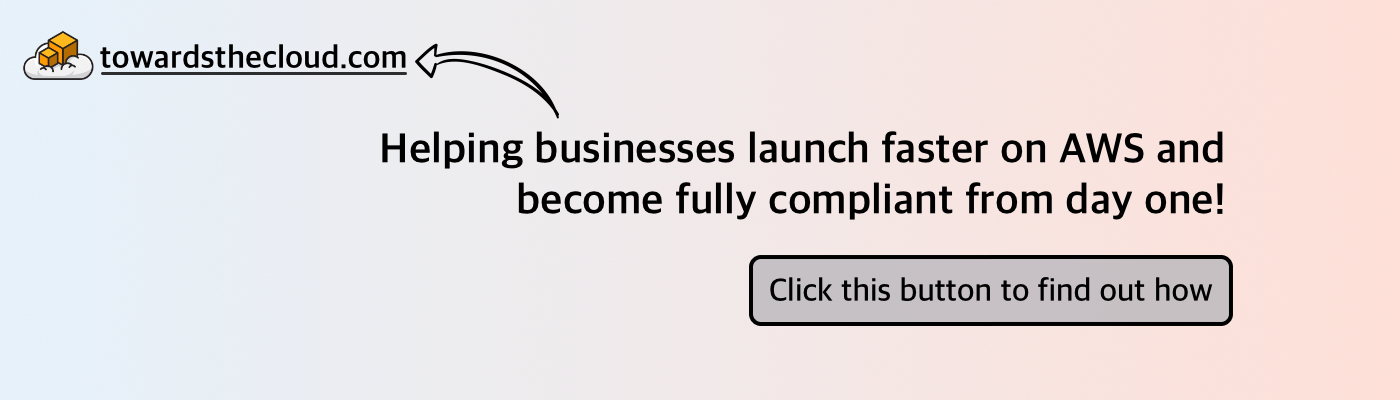 towardsthecloud.com
Helping businesses launch faster on AWS and
become fully compliant from day one!
Click this button to find out how